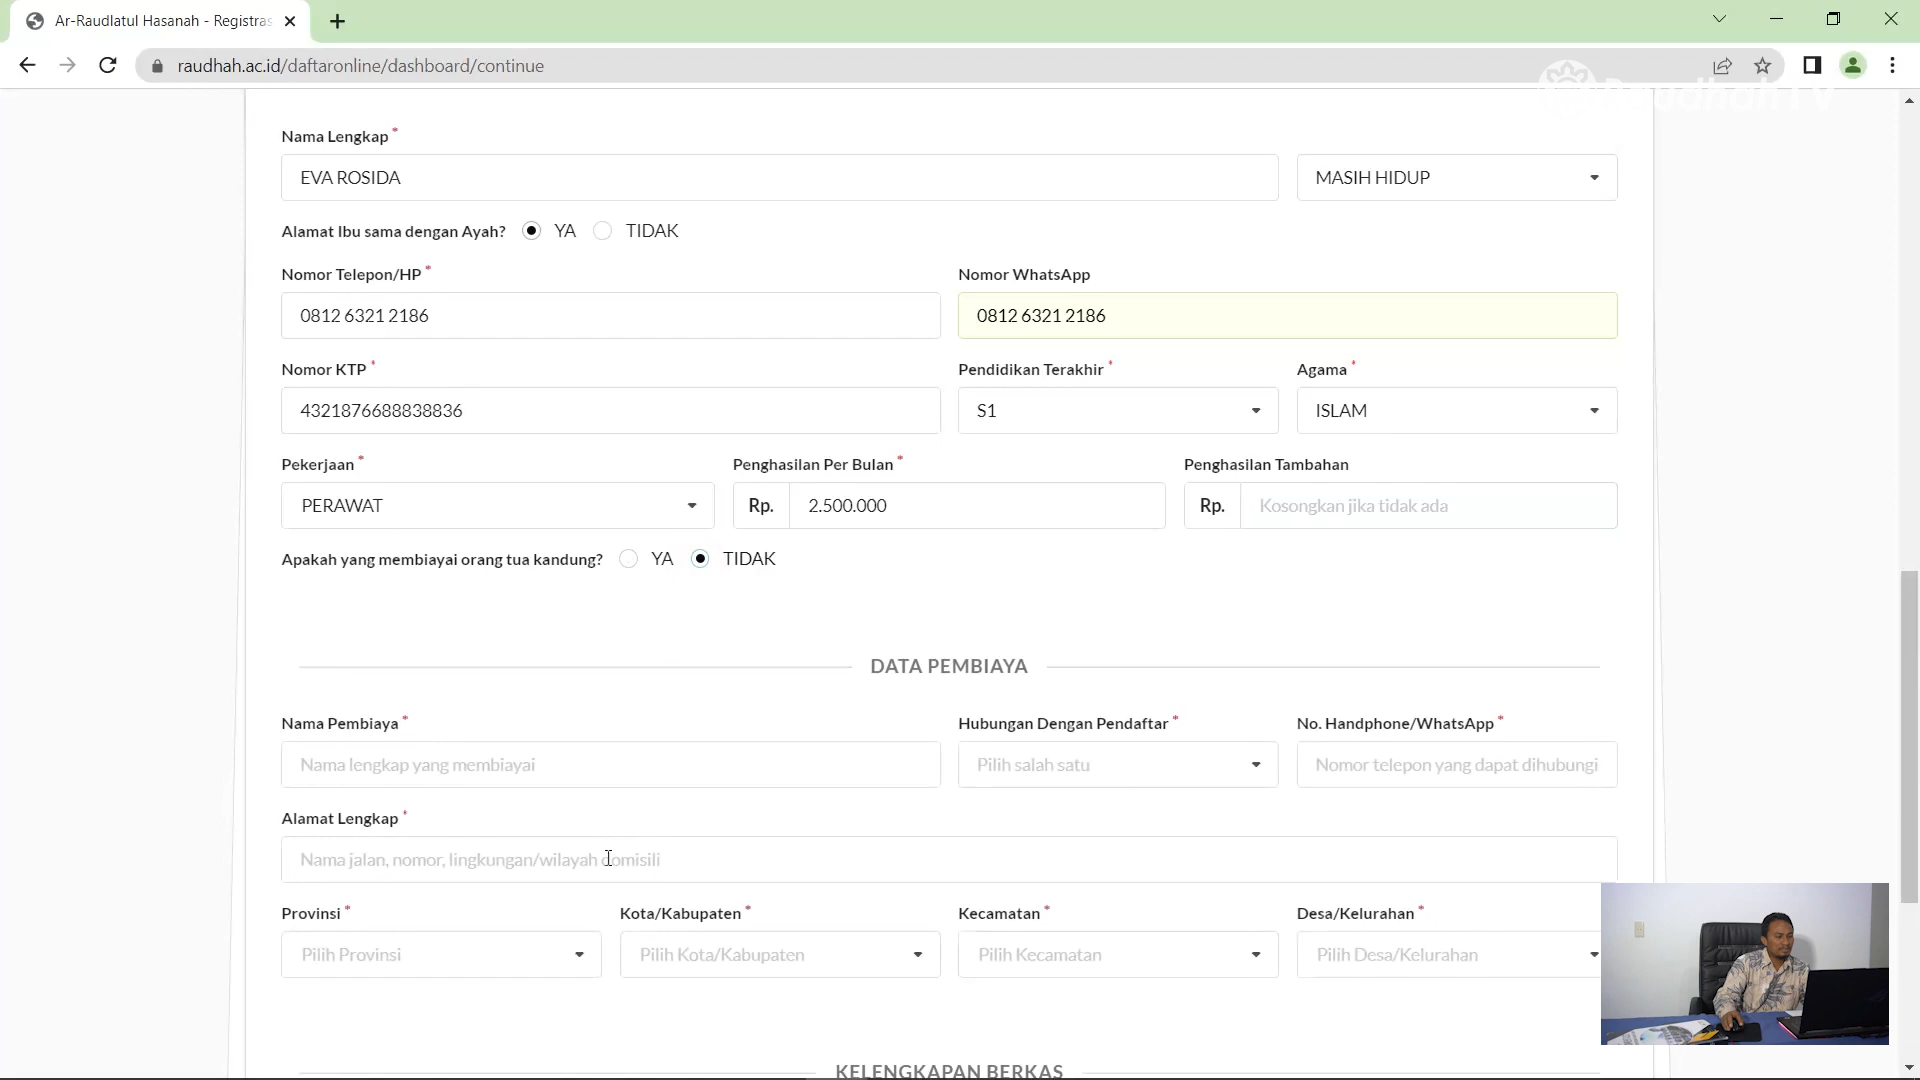 Ar-Raudlatul Hasanah - Registras
raudhah.ac.id/daftaronline/dashboard/continue
Raudhah TV
Nama Lengkap *
EVA ROSIDA
MASIH HIDUP
Alamat Ibu sama dengan Ayah? YA TIDAK
Nomor Telepon/HP * Nomor WhatsApp
0812 6321 2186 0812 6321 2186
Nomor KTP * Pendidikan Terakhir * Agama *
4321876688838836 S1 ISLAM
Pekerjaan * Penghasilan Per Bulan * Penghasilan Tambahan
PERAWAT Rp. 2.500.000 Rp. Kosongkan jika tidak ada
Apakah yang membiayai orang tua kandung? YA TIDAK
DATA PEMBIAYA
Nama Pembiaya * Hubungan Dengan Pendaftar * No. Handphone/WhatsApp *
Nama lengkap yang membiayai Pilih salah satu Nomor telepon yang dapat dihubungi
Alamat Lengkap *
Nama jalan, nomor, lingkungan/wilayah domisili
Provinsi * Kota/Kabupaten * Kecamatan * Desa/Kelurahan *
Pilih Provinsi Pilih Kota/Kabupaten Pilih Kecamatan Pilih Desa/Kelurahan
KELENGKAPAN BERKAS